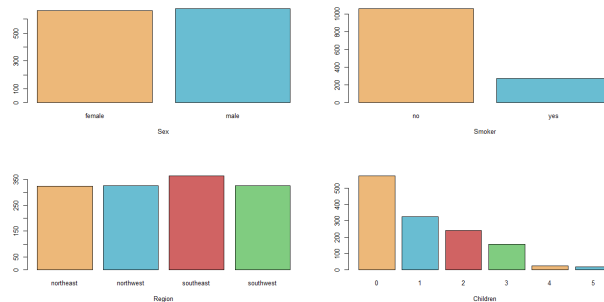 500
300
100
0
female male
Sex
1000
800
600
400
200
0
no yes
Smoker
350
250
150
50
0
northeast northwest southeast southwest
Region
500
400
300
200
100
0
0 1 2 3 4 5
Children